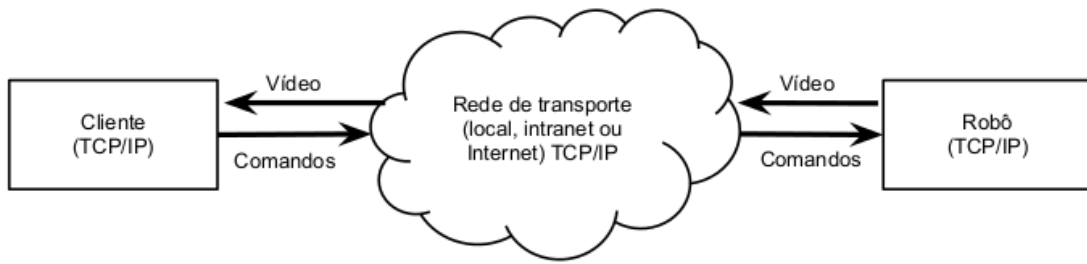 Vídeo
Cliente
(TCP/IP)
Comandos
Rede de transporte
(local, intranet ou
Internet) TCP/IP
Vídeo
Comandos
Robô
(TCP/IP)